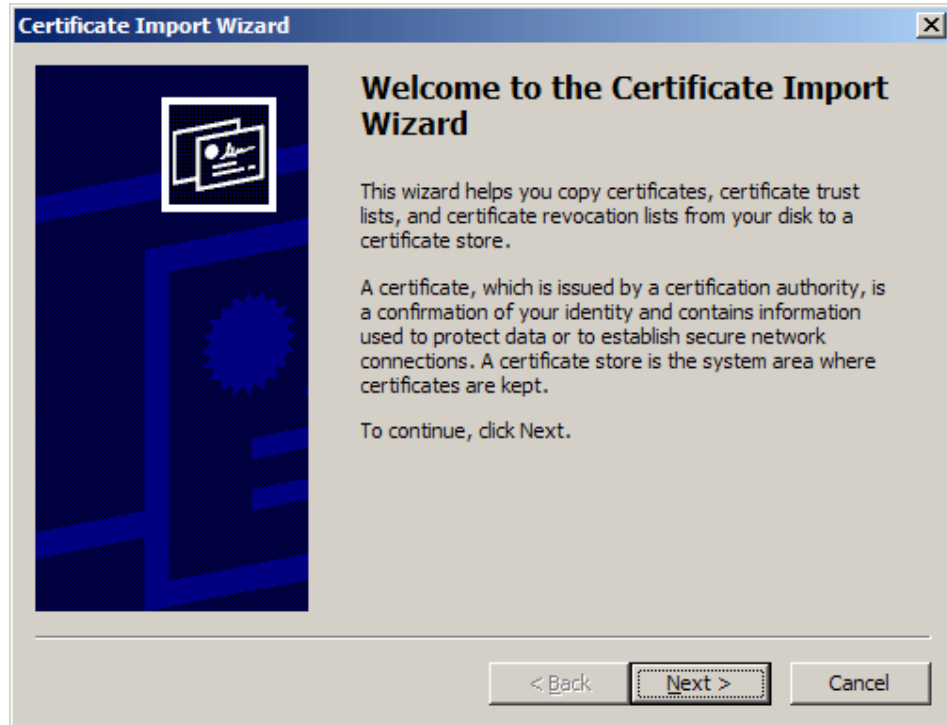 Certificate Import Wizard
Welcome to the Certificate Import
Wizard
This wizard helps you copy certificates, certificate trust
lists, and certificate revocation lists from your disk to a
certificate store.
A certificate, which is issued by a certification authority, is
a confirmation of your identity and contains information
used to protect data or to establish secure network
connections. A certificate store is the system area where
certificates are kept.
To continue, click Next.
< Back
Next >
Cancel